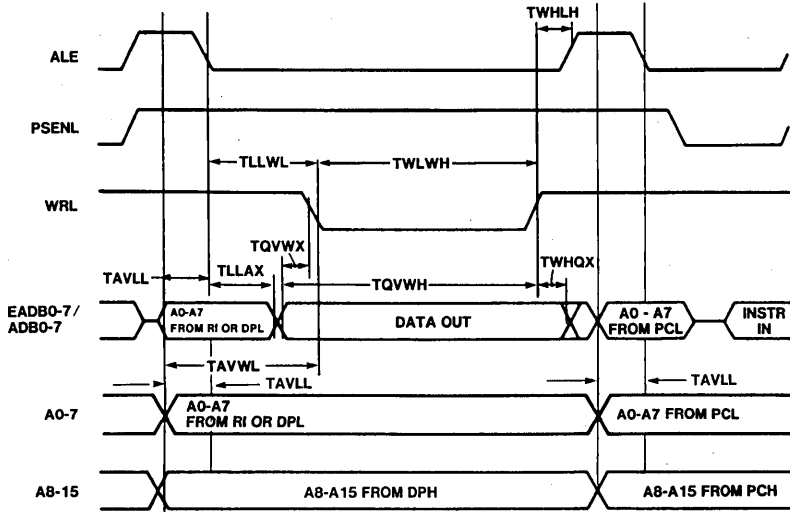 TWHLH
ALE
PSENL
TLLWL
TWLWH
WRL
TQVWX
TAVLL
TLLAX
TQVWH
TWHQX
EADB0-7/
ADB0-7
A0-A7
FROM RI OR DPL
DATA OUT
A0 - A7
FROM PCL
INSTR
IN
TAVWL
TAVLL
TAVLL
A0-7
A0-A7
FROM RI OR DPL
A0-A7 FROM PCL
A8-15
A8-A15 FROM DPH
A8-A15 FROM PCH